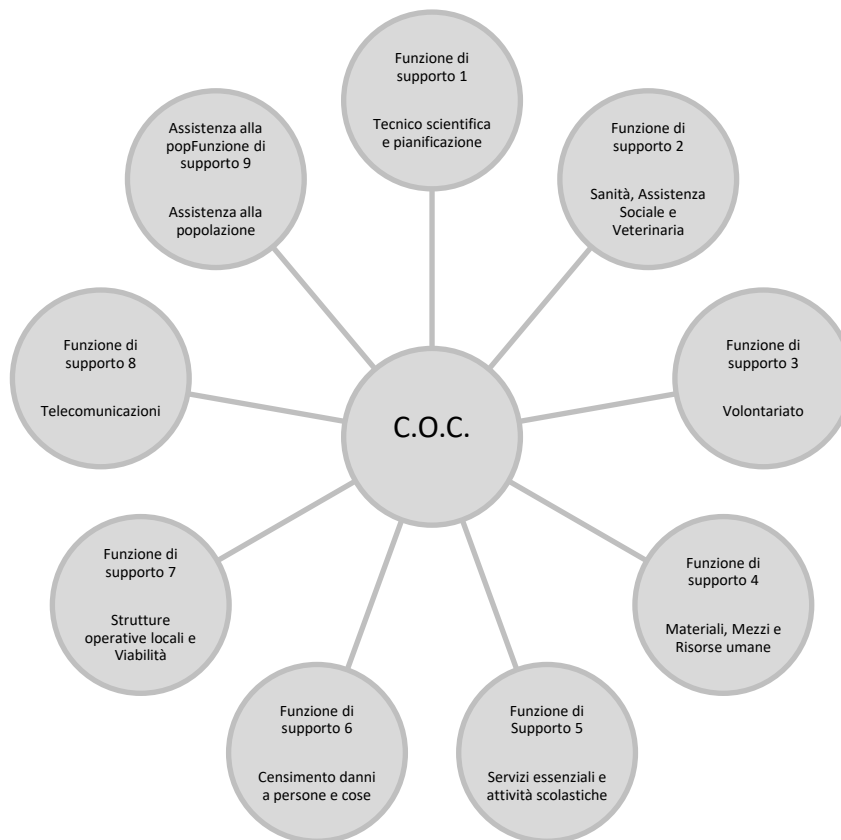 Funzione di
supporto 1
Tecnico scientifica
e pianificazione
Funzione di
supporto 2
Sanità, Assistenza
Sociale e
Veterinaria
Funzione di
supporto 3
Volontariato
Funzione di
supporto 4
Materiali, Mezzi e
Risorse umane
Funzione di
Supporto 5
Servizi essenziali e
attività scolastiche
Funzione di
supporto 6
Censimento danni
a persone e cose
Funzione di
supporto 7
Strutture
operative locali e
Viabilità
Funzione di
supporto 8
Telecomunicazioni
Assistenza alla
popFunzione di
supporto 9
Assistenza alla
popolazione
C.O.C.